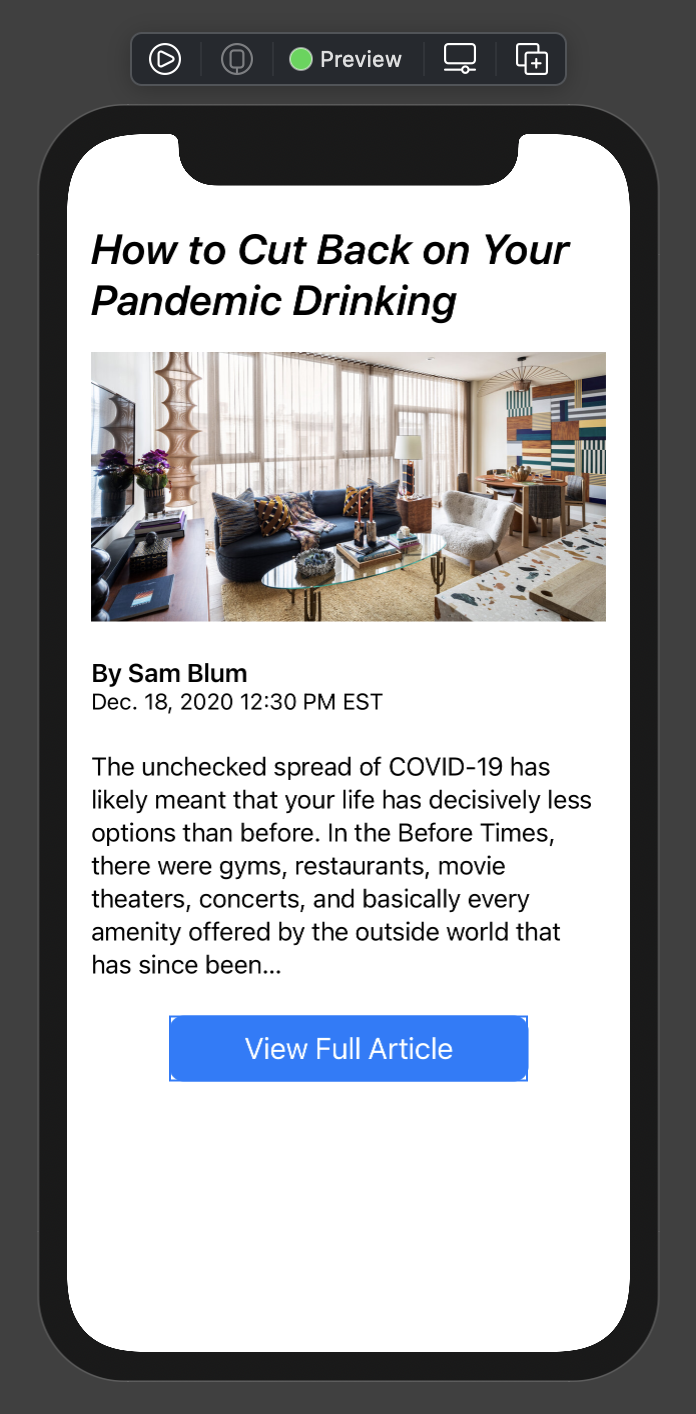 Preview
How to Cut Back on Your
Pandemic Drinking
By Sam Blum
Dec. 18, 2020 12:30 PM EST
The unchecked spread of COVID-19 has
likely meant that your life has decisively less
options than before. In the Before Times,
there were gyms, restaurants, movie
theaters, concerts, and basically every
amenity offered by the outside world that
has since been...
View Full Article